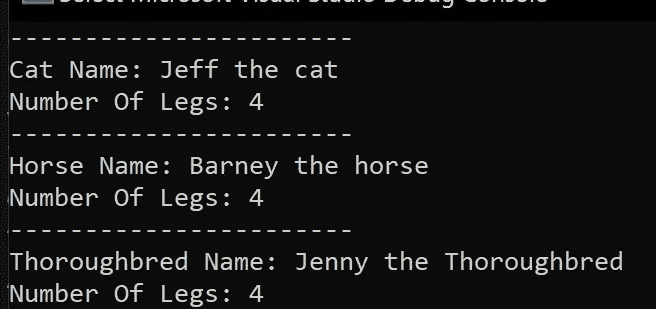 Select Microsoft Visual Studio Debug Console
-----------------------
Cat Name: Jeff the cat
Number Of Legs: 4
-----------------------
Horse Name: Barney the horse
Number Of Legs: 4
-----------------------
Thoroughbred Name: Jenny the Thoroughbred
Number Of Legs: 4